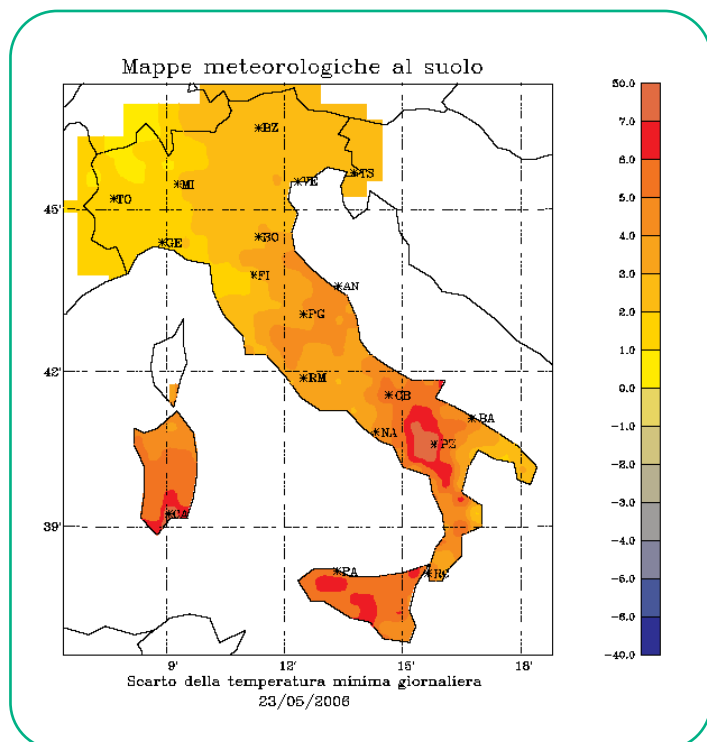 Mappe meteorologiche al suolo
*BZ
*MI
*VE
*TS
*TO
*GE
*BO
*FI
*AN
*PG
*RM
*CB
*BA
*NA
*PZ
*CA
*PA
*RC
45'
42'
39'
9'
12'
15'
18'
50.0
7.0
6.0
5.0
4.0
3.0
2.0
1.0
0.0
-1.0
-2.0
-3.0
-4.0
-5.0
-6.0
-40.0
Scarto della temperatura minima giornaliera
23/05/2006